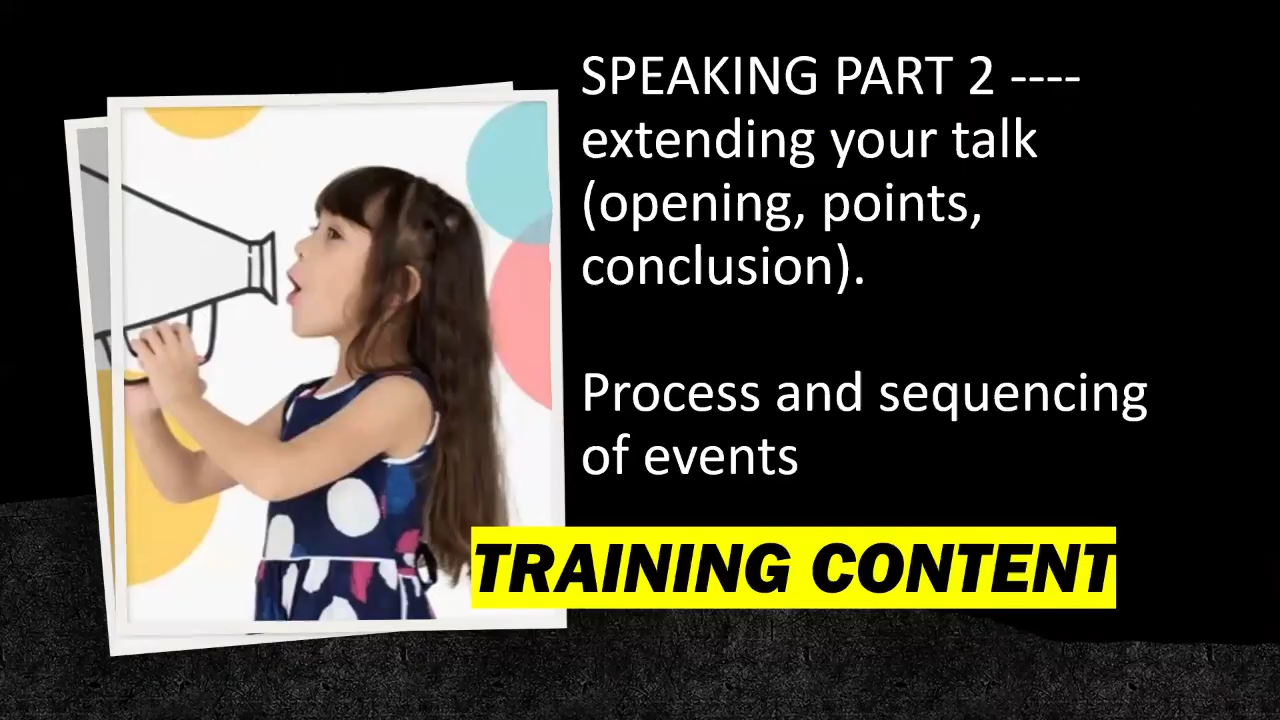 SPEAKING PART 2 ----
extending your talk
(opening, points,
conclusion).
Process and sequencing
of events
TRAINING CONTENT